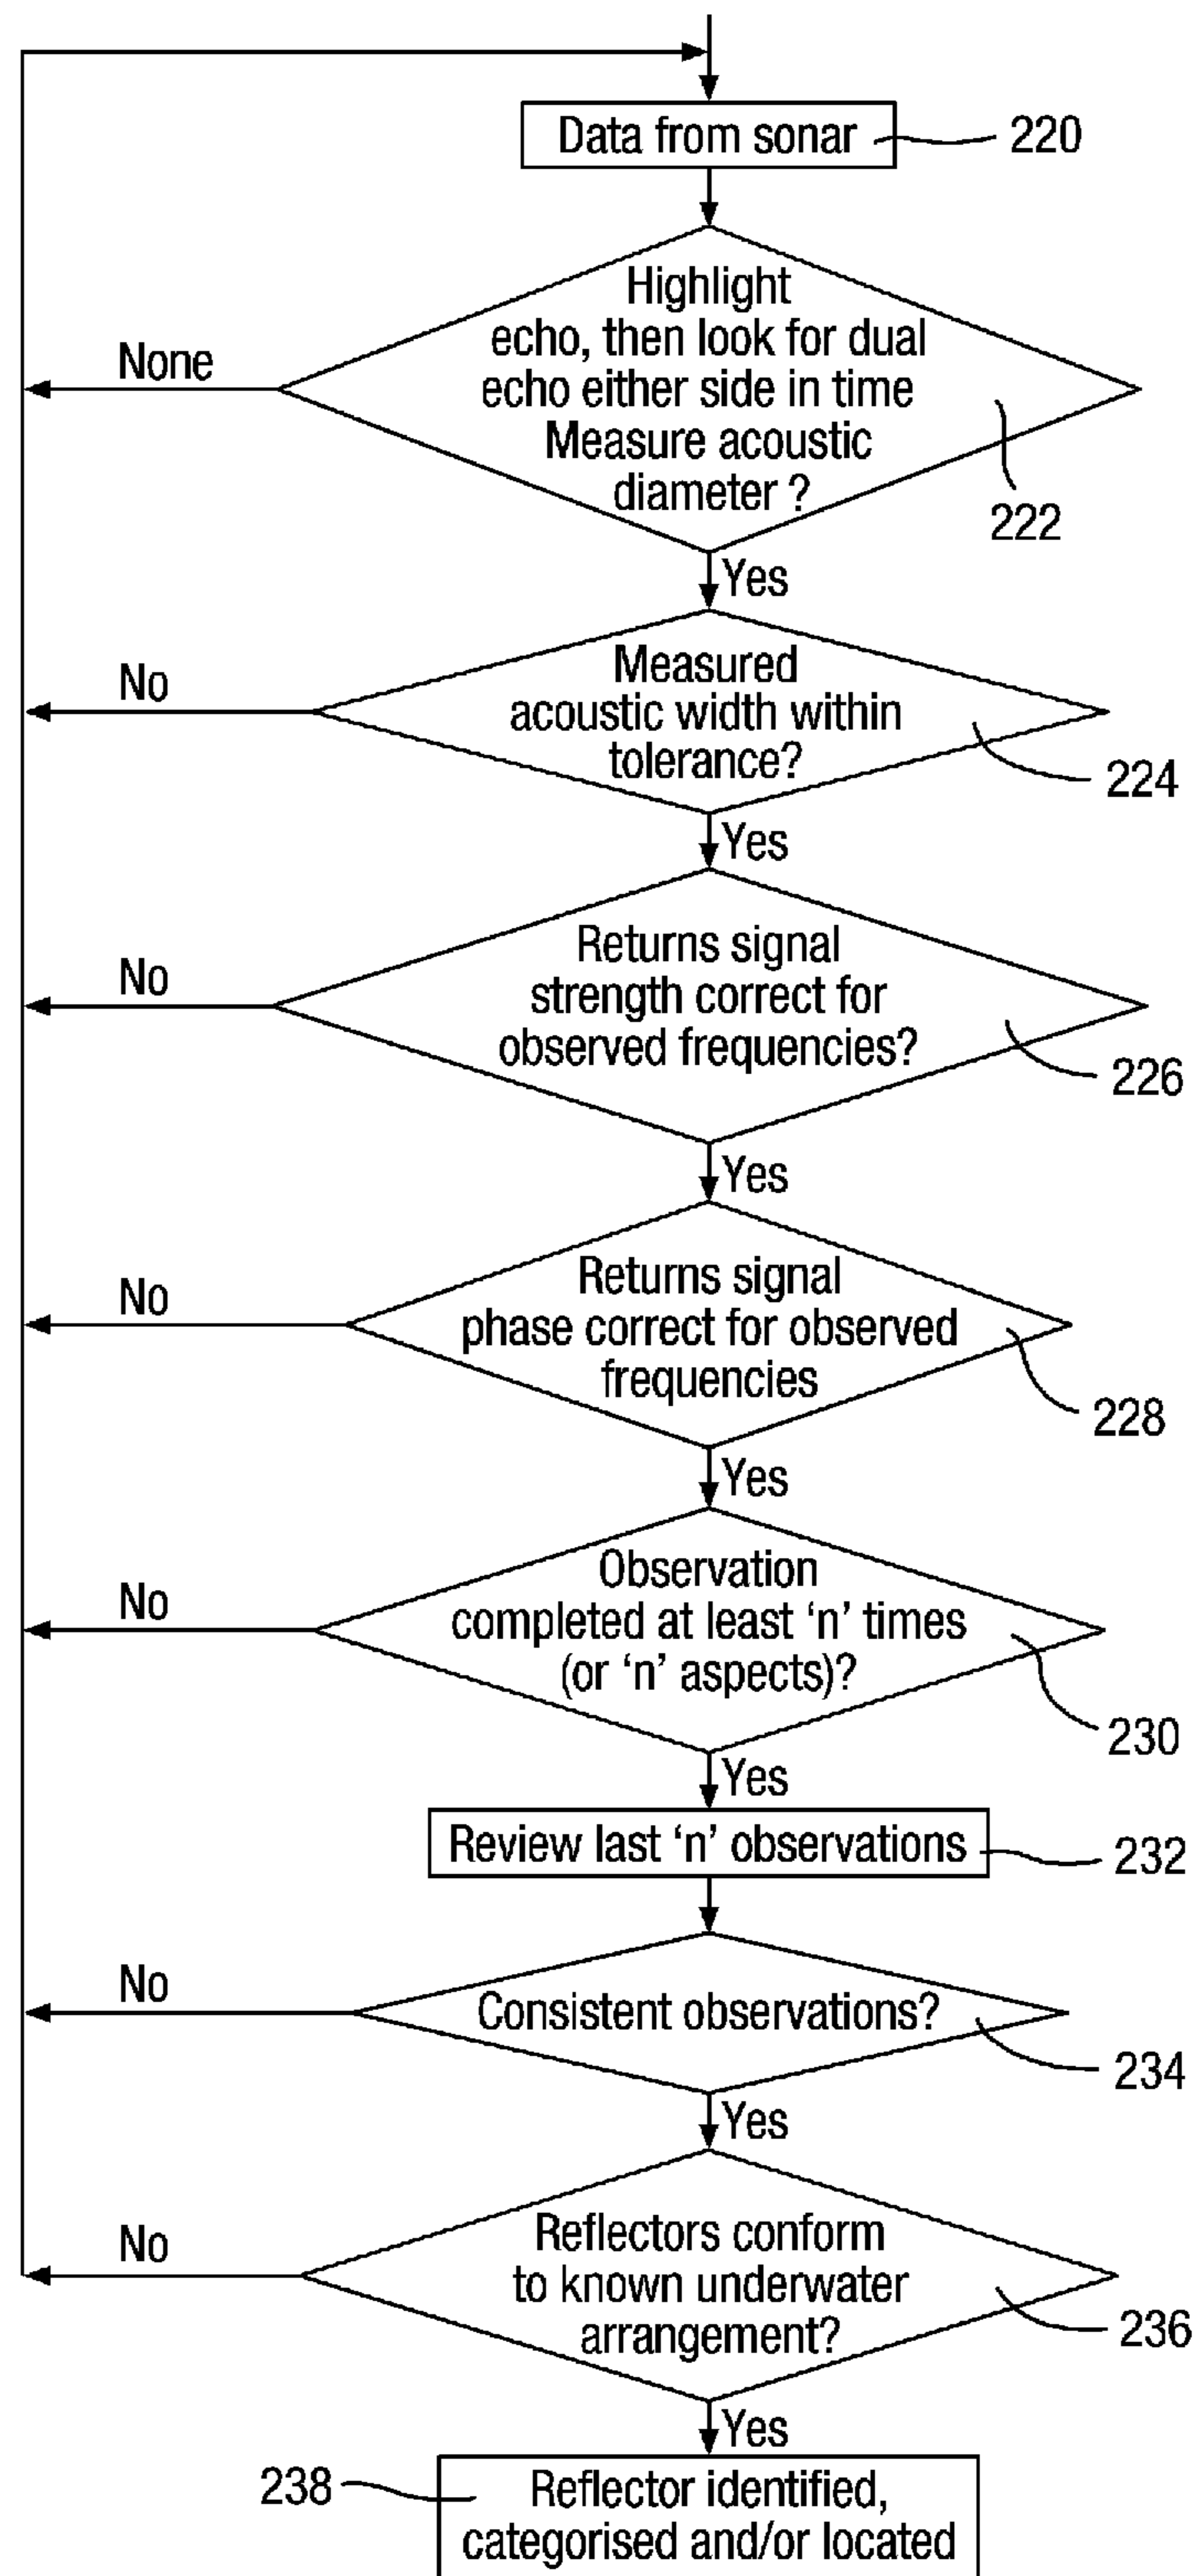 Data from sonar
220
Highlight
echo, then look for dual
echo either side in time
Measure acoustic
diameter ?
None
222
Yes
Measured
acoustic width within
tolerance?
No
224
Yes
Returns signal
strength correct for
observed frequencies?
No
226
Yes
Returns signal
phase correct for observed
frequencies
No
228
Yes
Observation
completed at least ‘n’ times
(or ‘n’ aspects)?
No
230
Yes
Review last ‘n’ observations
232
Consistent observations?
No
234
Yes
Reflectors conform
to known underwater
arrangement?
No
236
Yes
238
Reflector identified,
categorised and/or located